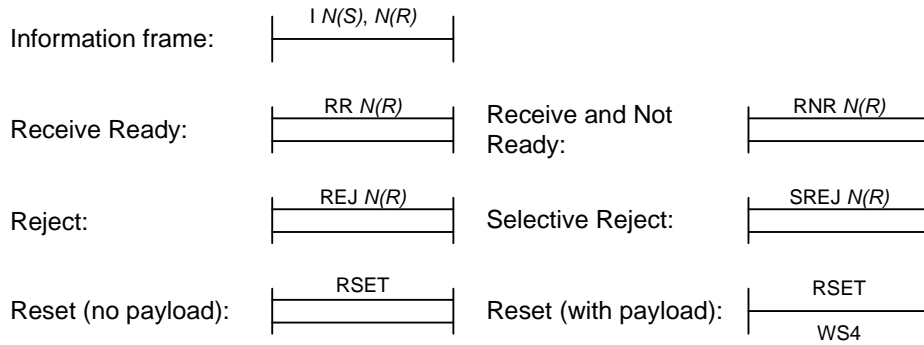 Information frame:
I N(S), N(R)
Receive Ready:
RR N(R)
Receive and Not
Ready:
RNR N(R)
Reject:
REJ N(R)
Selective Reject:
SREJ N(R)
Reset (no payload):
RSET
Reset (with payload):
RSET
WS4